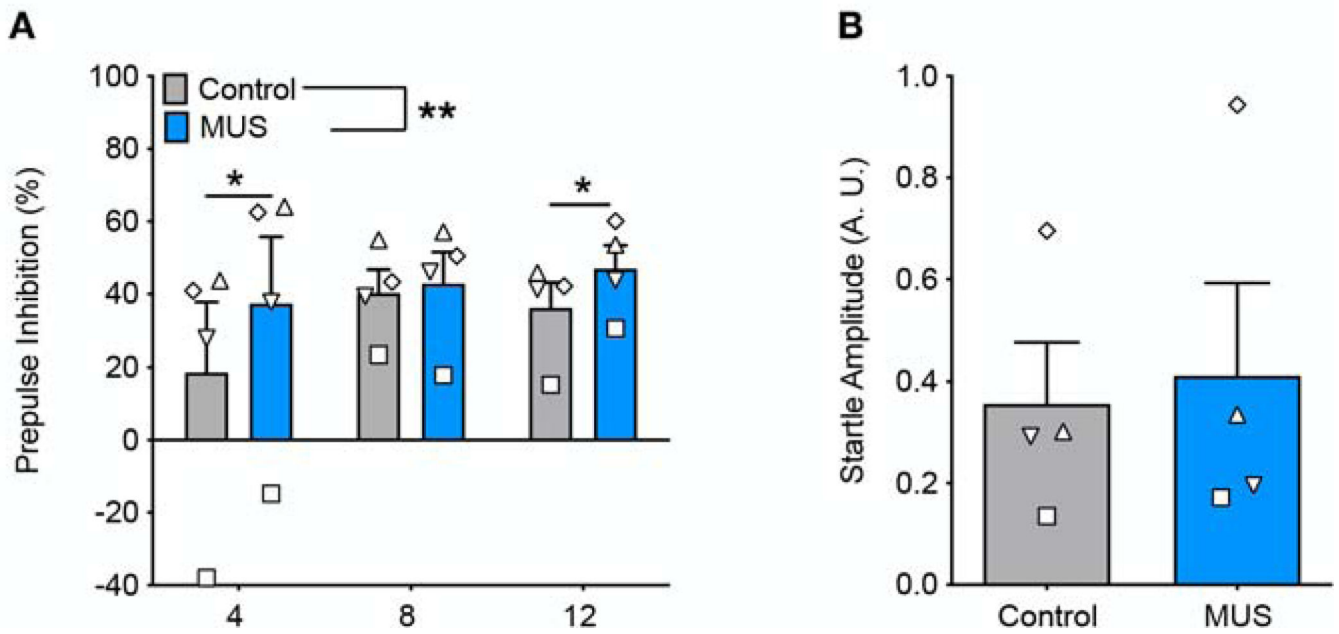 A
Prepulse Inhibition (%)
100
80
60
40
20
0
-20
-40
Control
MUS
**
*
*
4
8
12
B
Startle Amplitude (A. U.)
1.0
0.8
0.6
0.4
0.2
0.0
Control
MUS